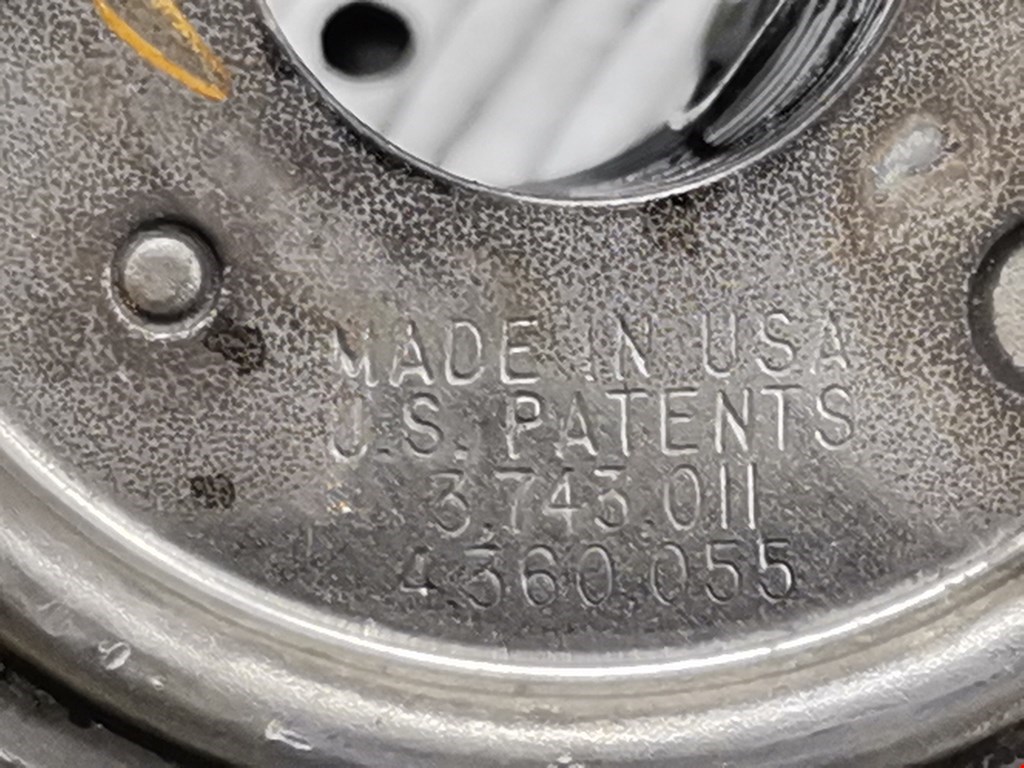 MADE IN USA
U.S. PATENTS
3.743.011
4.360.055